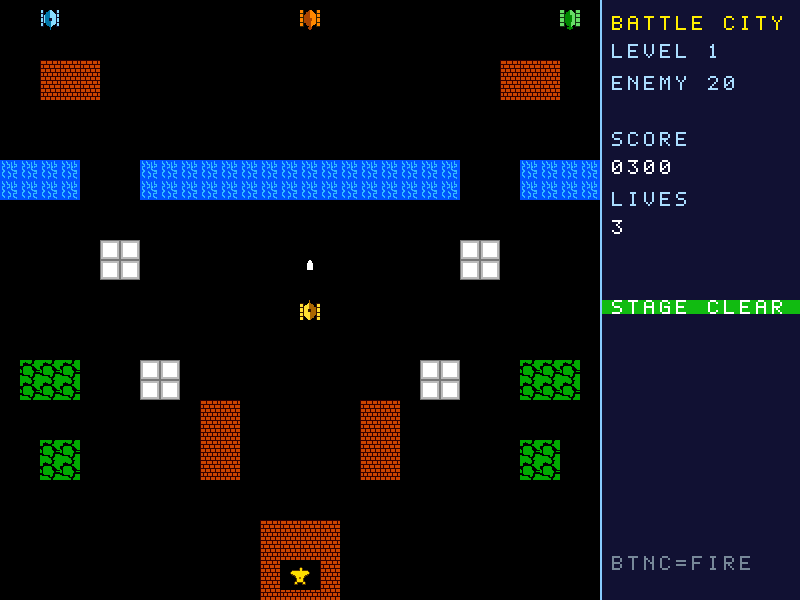 BATTLE CITY
LEVEL 1
ENEMY 20
SCORE
0300
LIVES
3
STAGE CLEAR
BTNC=FIRE